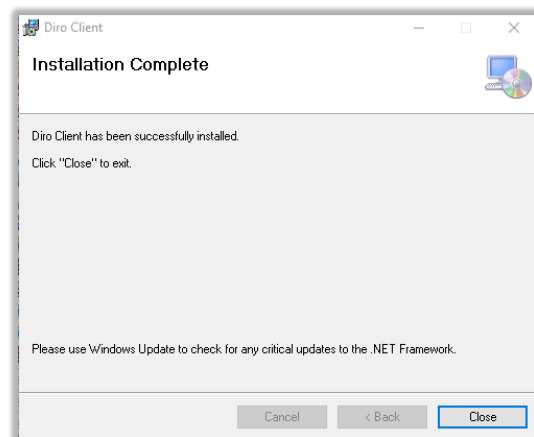 Diro Client
Installation Complete
Diro Client has been successfully installed.
Click "Close" to exit.
Please use Windows Update to check for any critical updates to the .NET Framework.
Cancel
< Back
Close